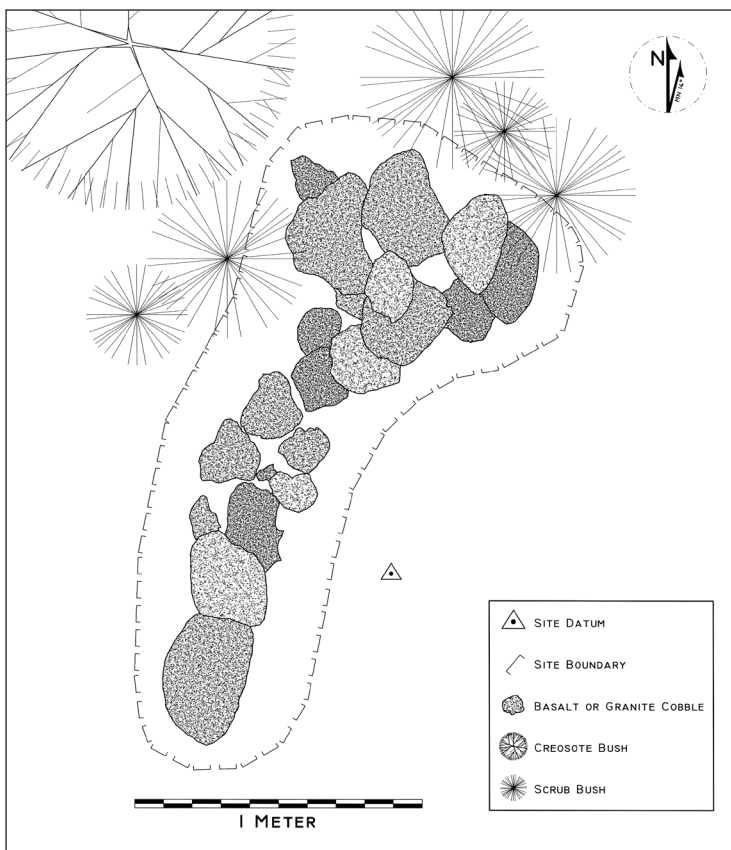 N
MN 14°
SITE DATUM
SITE BOUNDARY
BASALT OR GRANITE COBBLE
CREOSOTE BUSH
SCRUB BUSH
1 METER